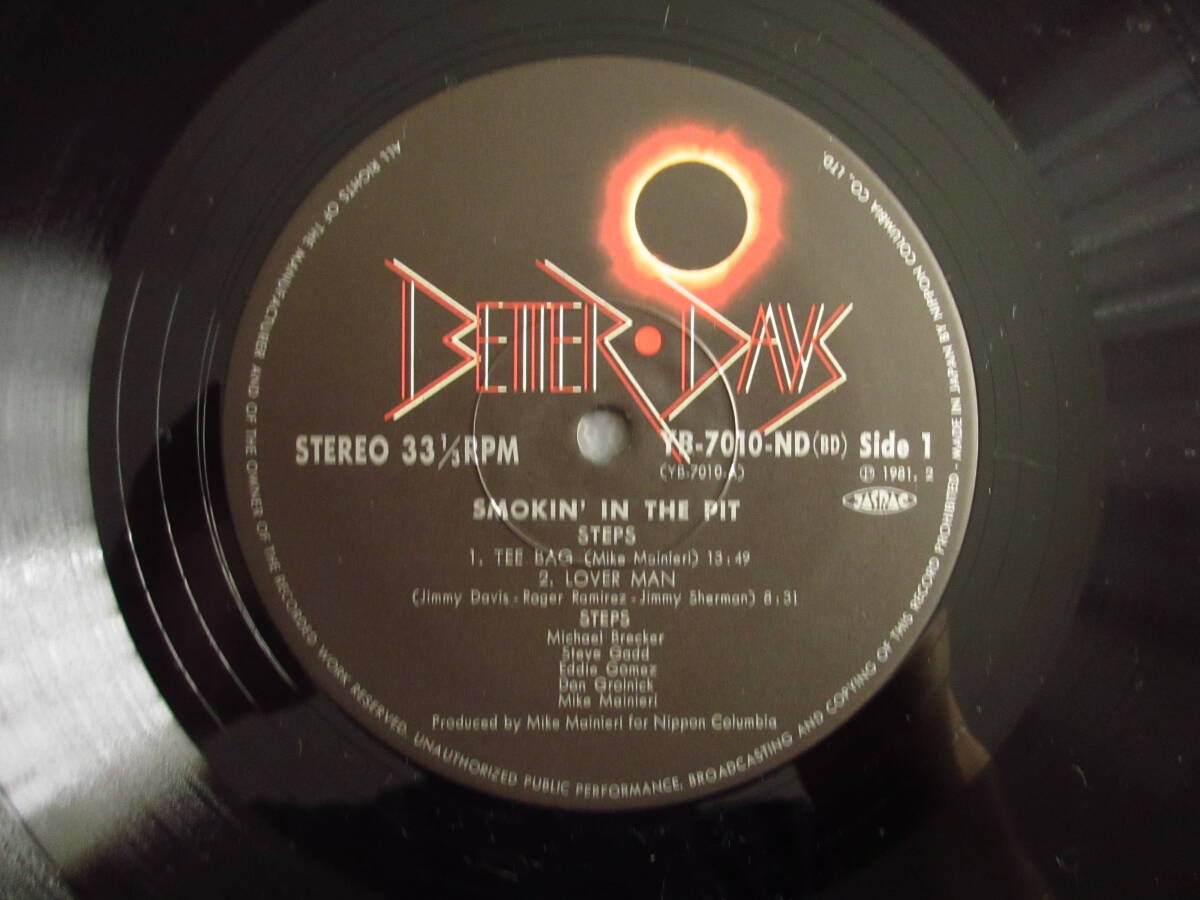 BETTER·DAYS
STEREO 33 1/3 RPM
YB-7010-ND(BD) Side 1
(YB-7010-A)
Ⓟ 1981. 2
JASRAC
SMOKIN' IN THE PIT
STEPS
1. TEE BAG (Mike Mainieri) 13:49
2. LOVER MAN
(Jimmy Davis-Roger Ramirez-Jimmy Sherman) 8:31
STEPS
Michael Brecker
Steve Gadd
Eddie Gomez
Don Grolnick
Mike Mainieri
Produced by Mike Mainieri for Nippon Columbia
ALL RIGHTS OF THE MANUFACTURER AND OF THE OWNER OF THE RECORDED WORK RESERVED. UNAUTHORIZED PUBLIC PERFORMANCE, BROADCASTING AND COPYING OF THIS RECORD PROHIBITED - MADE IN JAPAN BY NIPPON COLUMBIA CO., LTD.